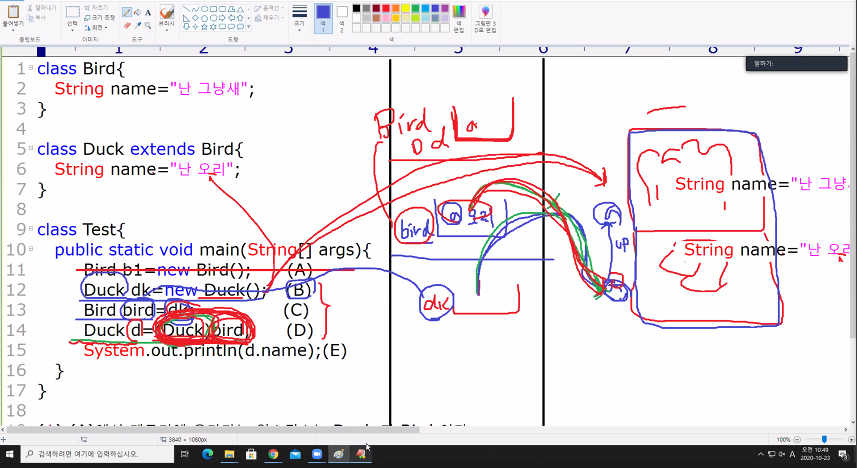 붙여넣기
잘라내기
복사
클립보드
선택
자르기
크기 조정
회전
이미지
A
도구
브러시
윤곽선
채우기
도형
크기
색
1
색
2
색
색
편집
그림판 3
D로 편집
말하기:
1 2 3 4 5 6 7 8 9
1 class Bird{
2 String name="난 그냥새";
3 }
4
5 class Duck extends Bird{
6 String name="난 오리";
7 }
8
9 class Test{
10 public static void main(String[] args){
11 Bird b1=new Bird(); (A)
12 Duck dk=new Duck(); (B)
13 Bird bird=dk; (C)
14 Duck d=(Duck)bird; (D)
15 System.out.println(d.name);(E)
16 }
17 }
18
Bird
d
bird
dk
up
String name="난 그냥
String name="난 오리
3840 × 1080px
100%
검색하려면 여기에 입력하십시오.
A
오전 10:49
2020-10-23